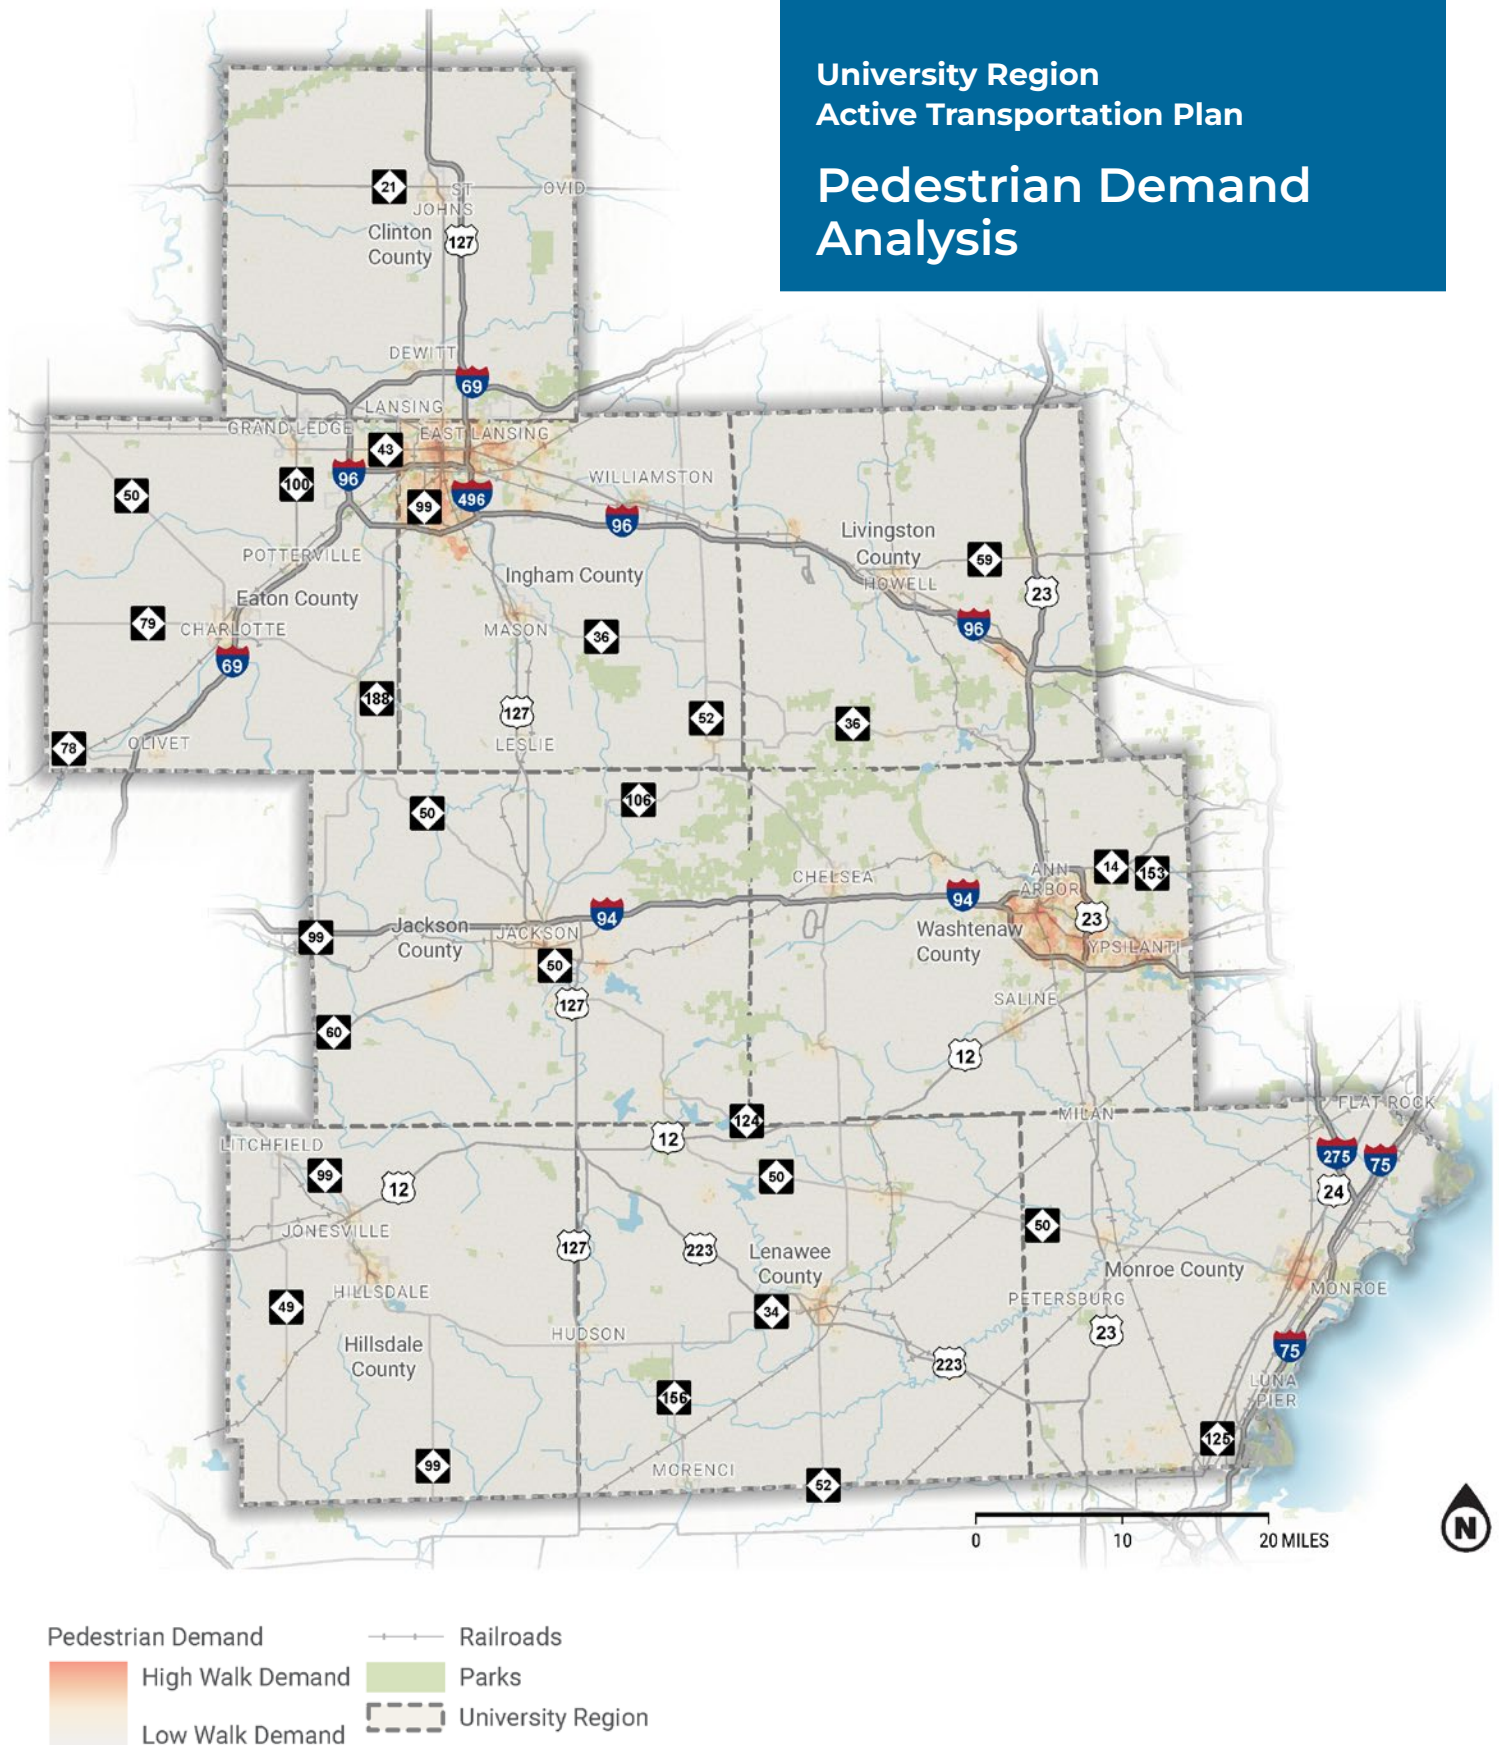 University Region
Active Transportation Plan
Pedestrian Demand
Analysis
21
ST
JOHNS
OVID
Clinton
County
127
DEWITT
69
LANSING
GRAND LEDGE
43
EAST LANSING
96
100
50
99
496
WILLIAMSTON
96
Livingston
County
59
HOWELL
23
POTTERVILLE
Ingham County
Eaton County
79
CHARLOTTE
MASON
36
96
69
188
127
52
36
78
OLIVET
LESLIE
50
106
CHELSEA
ANN
ARBOR
14
153
94
94
23
Jackson
County
99
JACKSON
Washtenaw
County
YPSILANTI
50
127
SALINE
60
12
124
MILAN
FLAT ROCK
LITCHFIELD
12
99
12
50
275
75
24
JONESVILLE
127
223
Lenawee
County
50
Monroe County
HILLSDALE
49
34
PETERSBURG
MONROE
Hillsdale
County
HUDSON
23
75
223
LUNA
PIER
156
125
99
MORENCI
52
0
10
20 MILES
N
Pedestrian Demand
High Walk Demand
Low Walk Demand
Railroads
Parks
University Region